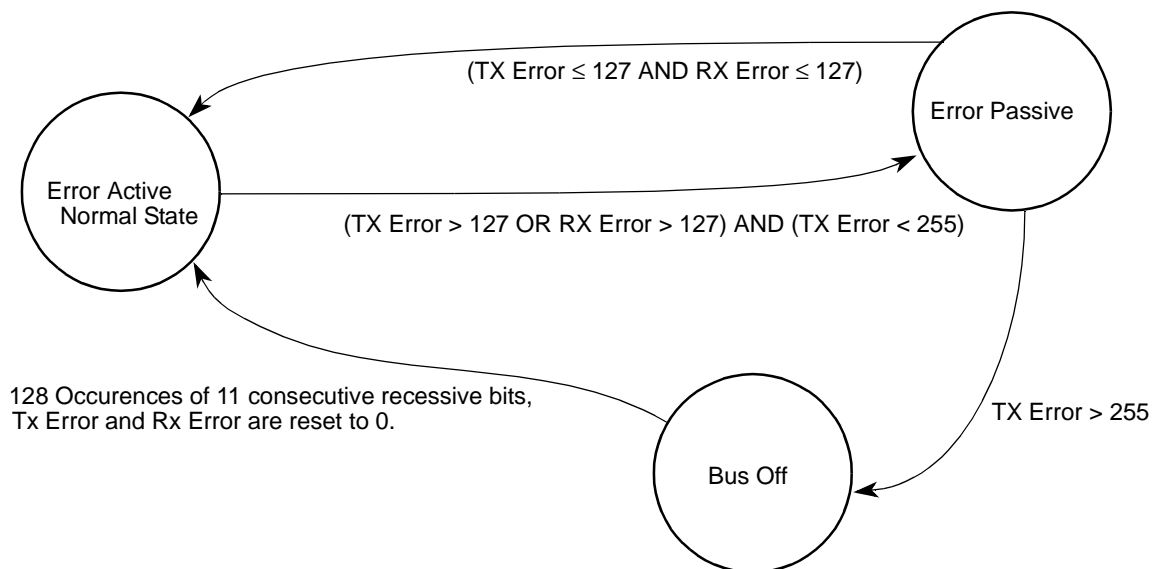 (TX Error ≤ 127 AND RX Error ≤ 127)
Error Passive
Error Active
Normal State
(TX Error > 127 OR RX Error > 127) AND (TX Error < 255)
128 Occurences of 11 consecutive recessive bits,
Tx Error and Rx Error are reset to 0.
TX Error > 255
Bus Off